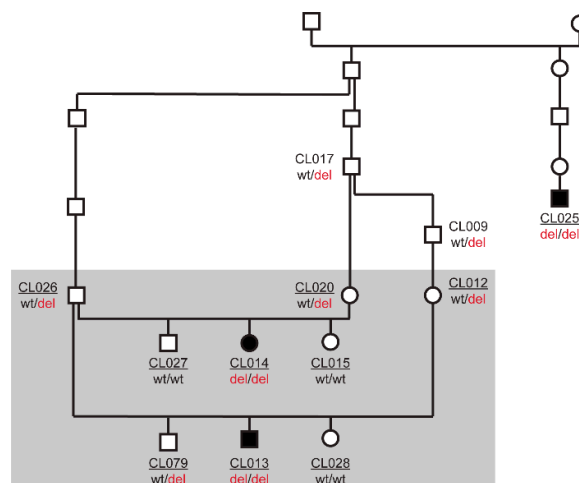 CL017
wt/del
CL025
del/del
CL009
wt/del
CL026
wt/del
CL020
wt/del
CL012
wt/del
CL027
wt/wt
CL014
del/del
CL015
wt/wt
CL079
wt/del
CL013
del/del
CL028
wt/wt